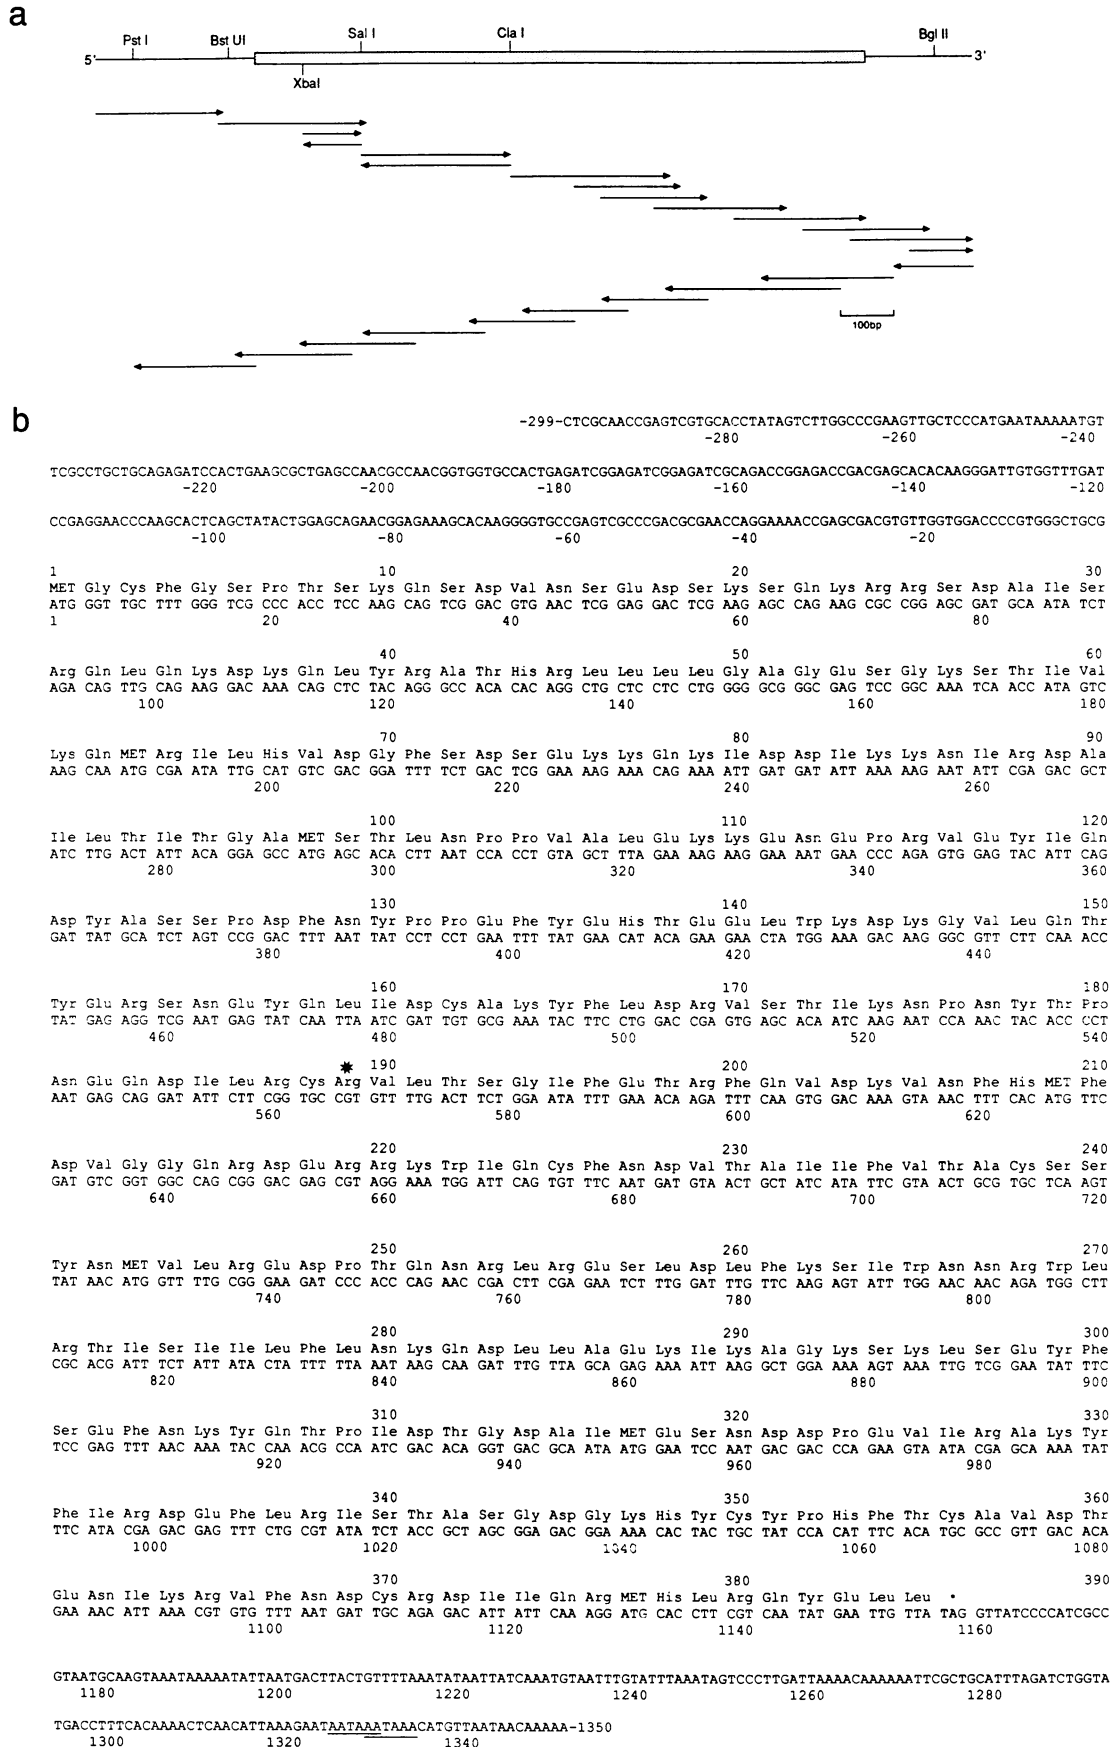 a
Pst I
Bst UI
Sal I
Cla I
Bgl II
5'
3'
XbaI
100bp
b
-299-CTCGCAACCGAGTCGTGCACCTATAGTCTTGGCCCGAAGTTGCTCCCATGAATAAAAATGT
-280 -260 -240
TCGCCTGCTGCAGAGATCCACTGAAGCGCTGAGCCAACGCCAACGGTGGTGCCACTGAGATCGGAGATCGGAGATCGCAGACCGGAGACCGACGAGCACACAAGGGATTGTGGTTTGAT
-220 -200 -180 -160 -140 -120
CCGAGGAACCCAAGCACTCAGCTATACTGGAGCAGAACGGAGAAAGCACAAGGGGTGCCGAGTCGCCCGACGCGAACCAGGAAAACCGAGCGACGTGTTGGTGGACCCCGTGGGCTGCG
-100 -80 -60 -40 -20
1 10 20 30
MET Gly Cys Phe Gly Ser Pro Thr Ser Lys Gln Ser Asp Val Asn Ser Glu Asp Ser Lys Ser Gln Lys Arg Arg Ser Asp Ala Ile Ser
ATG GGT TGC TTT GGG TCG CCC ACC TCC AAG CAG TCG GAC GTG AAC TCG GAG GAC TCG AAG AGC CAG AAG CGC CGG AGC GAT GCA ATA TCT
1 20 40 60 80
40 50 60
Arg Gln Leu Gln Lys Asp Lys Gln Leu Tyr Arg Ala Thr His Arg Leu Leu Leu Leu Gly Ala Gly Glu Ser Gly Lys Ser Thr Ile Val
AGA CAG TTG CAG AAG GAC AAA CAG CTC TAC AGG GCC ACA CAC AGG CTG CTC CTC CTG GGG GCG GGC GAG TCC GGC AAA TCA ACC ATA GTC
100 120 140 160 180
70 80 90
Lys Gln MET Arg Ile Leu His Val Asp Gly Phe Ser Asp Ser Glu Lys Lys Gln Lys Ile Asp Asp Ile Lys Lys Asn Ile Arg Asp Ala
AAG CAA ATG CGA ATA TTG CAT GTC GAC GGA TTT TCT GAC TCG GAA AAG AAA CAG AAA ATT GAT GAT ATT AAA AAG AAT ATT CGA GAC GCT
200 220 240 260
100 110 120
Ile Leu Thr Ile Thr Gly Ala MET Ser Thr Leu Asn Pro Pro Val Ala Leu Glu Lys Lys Glu Asn Glu Pro Arg Val Glu Tyr Ile Gln
ATC TTG ACT ATT ACA GGA GCC ATG AGC ACA CTT AAT CCA CCT GTA GCT TTA GAA AAG AAG GAA AAT GAA CCC AGA GTG GAG TAC ATT CAG
280 300 320 340 360
130 140 150
Asp Tyr Ala Ser Ser Pro Asp Phe Asn Tyr Pro Pro Glu Phe Tyr Glu His Thr Glu Glu Leu Trp Lys Asp Lys Gly Val Leu Gln Thr
GAT TAT GCA TCT AGT CCG GAC TTT AAT TAT CCT CCT GAA TTT TAT GAA CAT ACA GAA GAA CTA TGG AAA GAC AAG GGC GTT CTT CAA ACC
380 400 420 440
160 170 180
Tyr Glu Arg Ser Asn Glu Tyr Gln Leu Ile Asp Cys Ala Lys Tyr Phe Leu Asp Arg Val Ser Thr Ile Lys Asn Pro Asn Tyr Thr Pro
TAT GAG AGG TCG AAT GAG TAT CAA TTA ATC GAT TGT GCG AAA TAC TTC CTG GAC CGA GTG AGC ACA ATC AAG AAT CCA AAC TAC ACC CCT
460 480 500 520 540
✷ 190 200 210
Asn Glu Gln Asp Ile Leu Arg Cys Arg Val Leu Thr Ser Gly Ile Phe Glu Thr Arg Phe Gln Val Asp Lys Val Asn Phe His MET Phe
AAT GAG CAG GAT ATT CTT CGG TGC CGT GTT TTG ACT TCT GGA ATA TTT GAA ACA AGA TTT CAA GTG GAC AAA GTA AAC TTT CAC ATG TTC
560 580 600 620
220 230 240
Asp Val Gly Gly Gln Arg Asp Glu Arg Arg Lys Trp Ile Gln Cys Phe Asn Asp Val Thr Ala Ile Ile Phe Val Thr Ala Cys Ser Ser
GAT GTC GGT GGC CAG CGG GAC GAG CGT AGG AAA TGG ATT CAG TGT TTC AAT GAT GTA ACT GCT ATC ATA TTC GTA ACT GCG TGC TCA AGT
640 660 680 700 720
250 260 270
Tyr Asn MET Val Leu Arg Glu Asp Pro Thr Gln Asn Arg Leu Arg Glu Ser Leu Asp Leu Phe Lys Ser Ile Trp Asn Asn Arg Trp Leu
TAT AAC ATG GTT TTG CGG GAA GAT CCC ACC CAG AAC CGA CTT CGA GAA TCT TTG GAT TTG TTC AAG AGT ATT TGG AAC AAC AGA TGG CTT
740 760 780 800
280 290 300
Arg Thr Ile Ser Ile Ile Leu Phe Leu Asn Lys Gln Asp Leu Leu Ala Glu Lys Ile Lys Ala Gly Lys Ser Lys Leu Ser Glu Tyr Phe
CGC ACG ATT TCT ATT ATA CTA TTT TTA AAT AAG CAA GAT TTG TTA GCA GAG AAA ATT AAG GCT GGA AAA AGT AAA TTG TCG GAA TAT TTC
820 840 860 880 900
310 320 330
Ser Glu Phe Asn Lys Tyr Gln Thr Pro Ile Asp Thr Gly Asp Ala Ile MET Glu Ser Asn Asp Asp Pro Glu Val Ile Arg Ala Lys Tyr
TCC GAG TTT AAC AAA TAC CAA ACG CCA ATC GAC ACA GGT GAC GCA ATA ATG GAA TCC AAT GAC GAC CCA GAA GTA ATA CGA GCA AAA TAT
920 940 960 980
340 350 360
Phe Ile Arg Asp Glu Phe Leu Arg Ile Ser Thr Ala Ser Gly Asp Gly Lys His Tyr Cys Tyr Pro His Phe Thr Cys Ala Val Asp Thr
TTC ATA CGA GAC GAG TTT CTG CGT ATA TCT ACC GCT AGC GGA GAC GGA AAA CAC TAC TGC TAT CCA CAT TTC ACA TGC GCC GTT GAC ACA
1000 1020 1040 1060 1080
370 380 390
Glu Asn Ile Lys Arg Val Phe Asn Asp Cys Arg Asp Ile Ile Gln Arg MET His Leu Arg Gln Tyr Glu Leu Leu •
GAA AAC ATT AAA CGT GTG TTT AAT GAT TGC AGA GAC ATT ATT CAA AGG ATG CAC CTT CGT CAA TAT GAA TTG TTA TAG GTTATCCCCATCGCC
1100 1120 1140 1160
GTAATGCAAGTAAATAAAAATATTAATGACTTACTGTTTTAAATATAATTATCAAATGTAATTTGTATTTAAATAGTCCCTTGATTAAAACAAAAAATTCGCTGCATTTAGATCTGGTA
1180 1200 1220 1240 1260 1280
TGACCTTTCACAAAACTCAACATTAAAGAATAATAAATAAACATGTTAATAACAAAAA-1350
1300 1320 1340